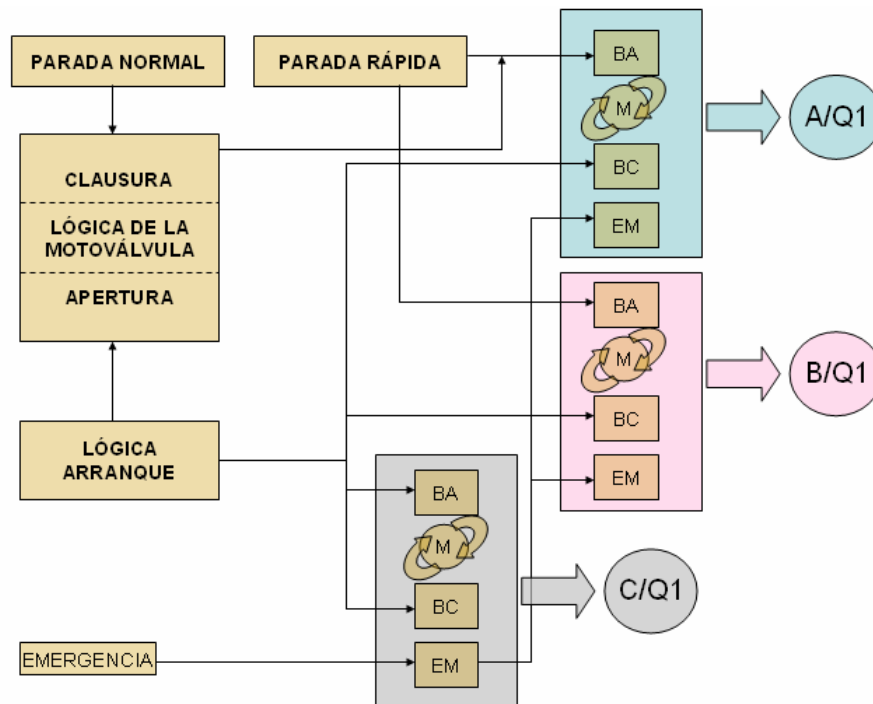 PARADA NORMAL
PARADA RÁPIDA
CLAUSURA
LÓGICA DE LA
MOTOVÁLVULA
APERTURA
LÓGICA
ARRANQUE
EMERGENCIA
BA
M
BC
EM
A/Q1
BA
M
BC
EM
B/Q1
BA
M
BC
EM
C/Q1